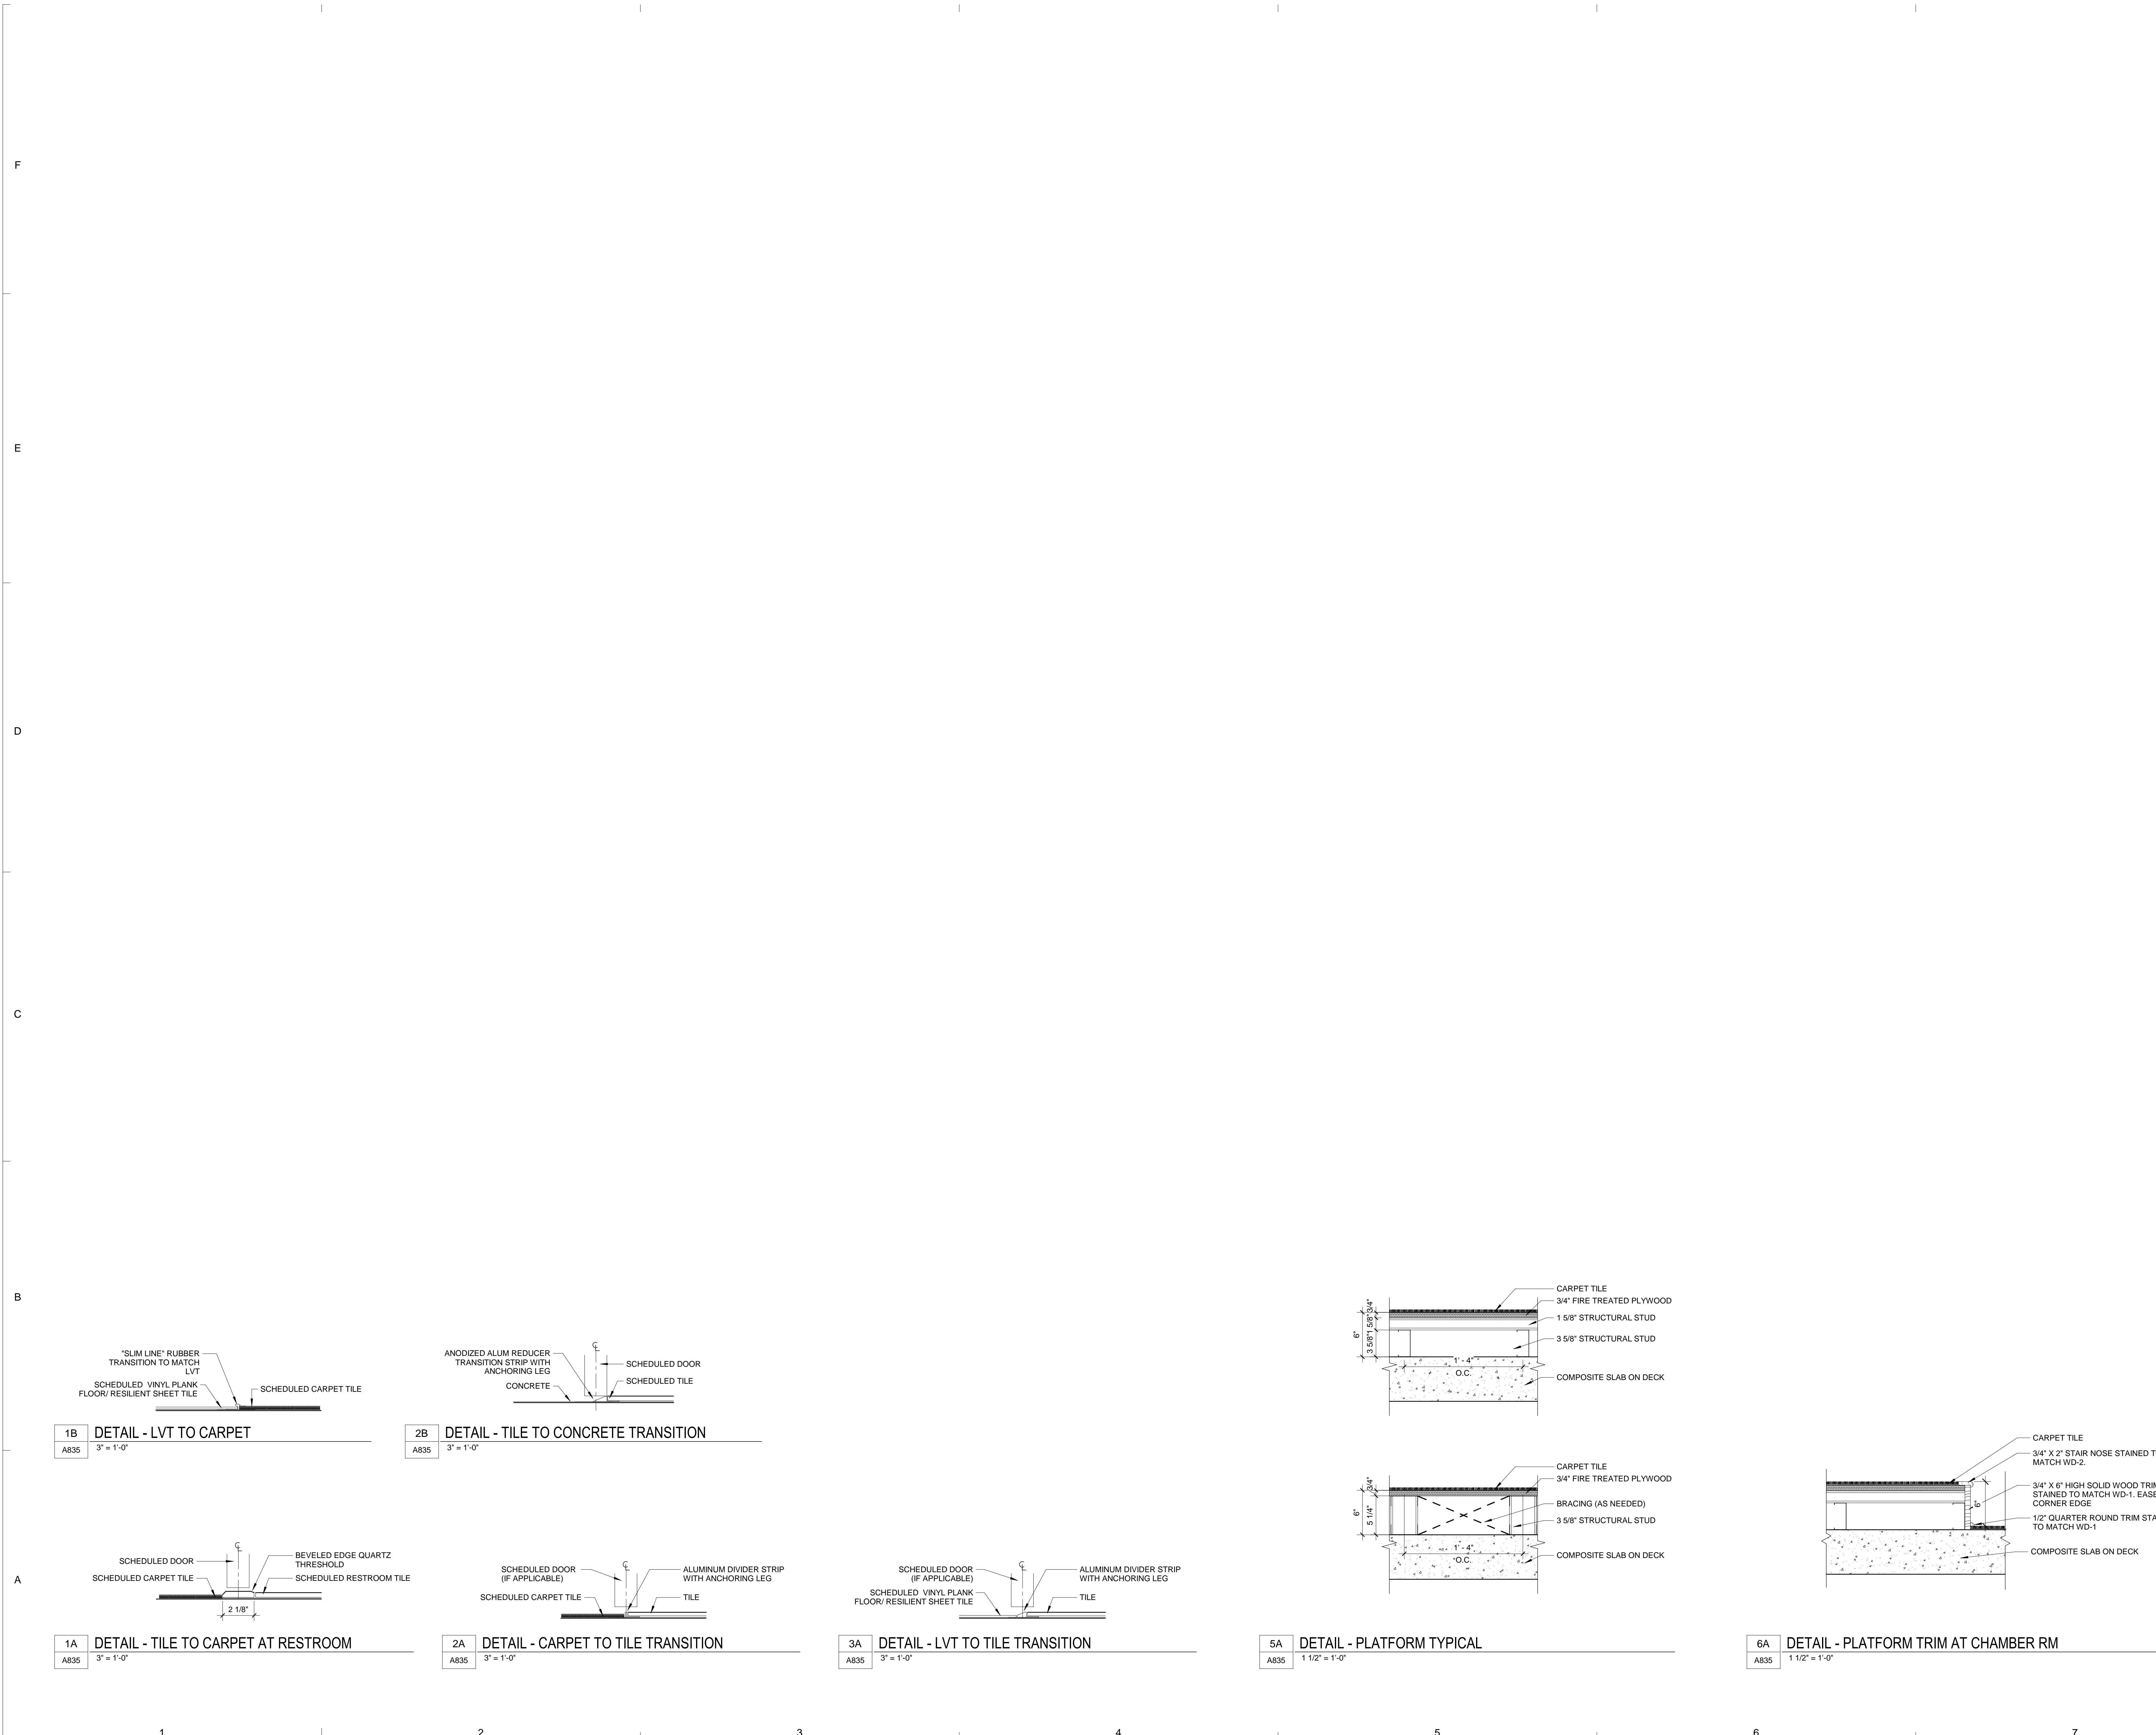 F
E
D
C
B
A
"SLIM LINE" RUBBER
TRANSITION TO MATCH
LVT
SCHEDULED VINYL PLANK
FLOOR/ RESILIENT SHEET TILE
SCHEDULED CARPET TILE
1B
A835
DETAIL - LVT TO CARPET
3" = 1'-0"
ANODIZED ALUM REDUCER
TRANSITION STRIP WITH
ANCHORING LEG
CONCRETE
SCHEDULED DOOR
SCHEDULED TILE
2B
A835
DETAIL - TILE TO CONCRETE TRANSITION
3" = 1'-0"
CARPET TILE
3/4" FIRE TREATED PLYWOOD
1 5/8" STRUCTURAL STUD
3 5/8" STRUCTURAL STUD
COMPOSITE SLAB ON DECK
6"
3/4"
1 5/8"
3 5/8"
1' - 4"
O.C.
CARPET TILE
3/4" FIRE TREATED PLYWOOD
BRACING (AS NEEDED)
3 5/8" STRUCTURAL STUD
COMPOSITE SLAB ON DECK
6"
3/4"
5 1/4"
1' - 4"
O.C.
CARPET TILE
3/4" X 2" STAIR NOSE STAINED T
MATCH WD-2.
3/4" X 6" HIGH SOLID WOOD TRIM
STAINED TO MATCH WD-1. EASE
CORNER EDGE
1/2" QUARTER ROUND TRIM STA
TO MATCH WD-1
COMPOSITE SLAB ON DECK
6"
SCHEDULED DOOR
SCHEDULED CARPET TILE
BEVELED EDGE QUARTZ
THRESHOLD
SCHEDULED RESTROOM TILE
2 1/8"
1A
A835
DETAIL - TILE TO CARPET AT RESTROOM
3" = 1'-0"
SCHEDULED DOOR
(IF APPLICABLE)
SCHEDULED CARPET TILE
ALUMINUM DIVIDER STRIP
WITH ANCHORING LEG
TILE
2A
A835
DETAIL - CARPET TO TILE TRANSITION
3" = 1'-0"
SCHEDULED DOOR
(IF APPLICABLE)
SCHEDULED VINYL PLANK
FLOOR/ RESILIENT SHEET TILE
ALUMINUM DIVIDER STRIP
WITH ANCHORING LEG
TILE
3A
A835
DETAIL - LVT TO TILE TRANSITION
3" = 1'-0"
5A
A835
DETAIL - PLATFORM TYPICAL
1 1/2" = 1'-0"
6A
A835
DETAIL - PLATFORM TRIM AT CHAMBER RM
1 1/2" = 1'-0"
1
2
3
4
5
6
7